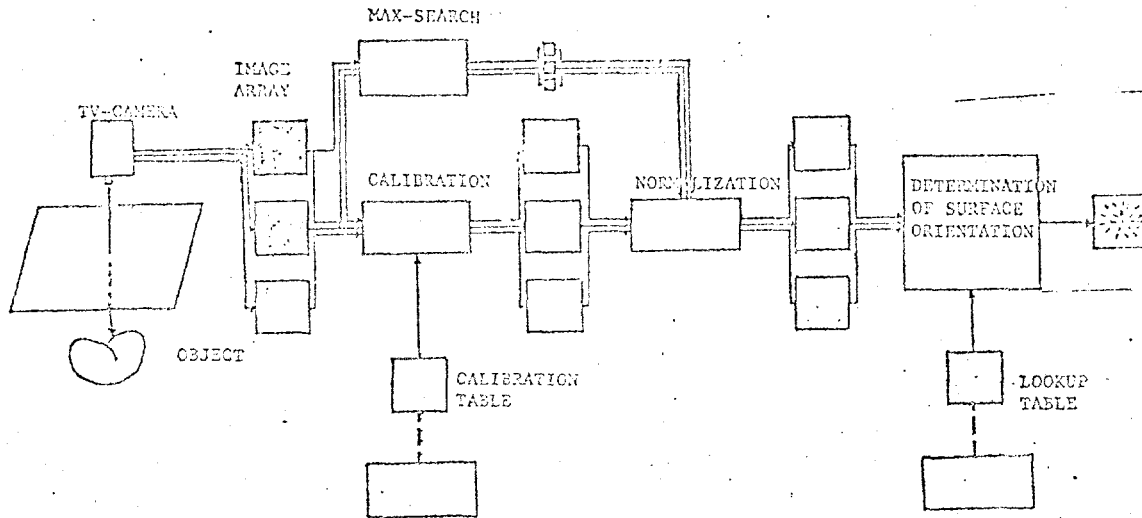 MAX-SEARCH
IMAGE
ARRAY
TV-CAMERA
CALIBRATION
NORMALIZATION
DETERMINATION
OF SURFACE
ORIENTATION
OBJECT
CALIBRATION
TABLE
LOOKUP
TABLE